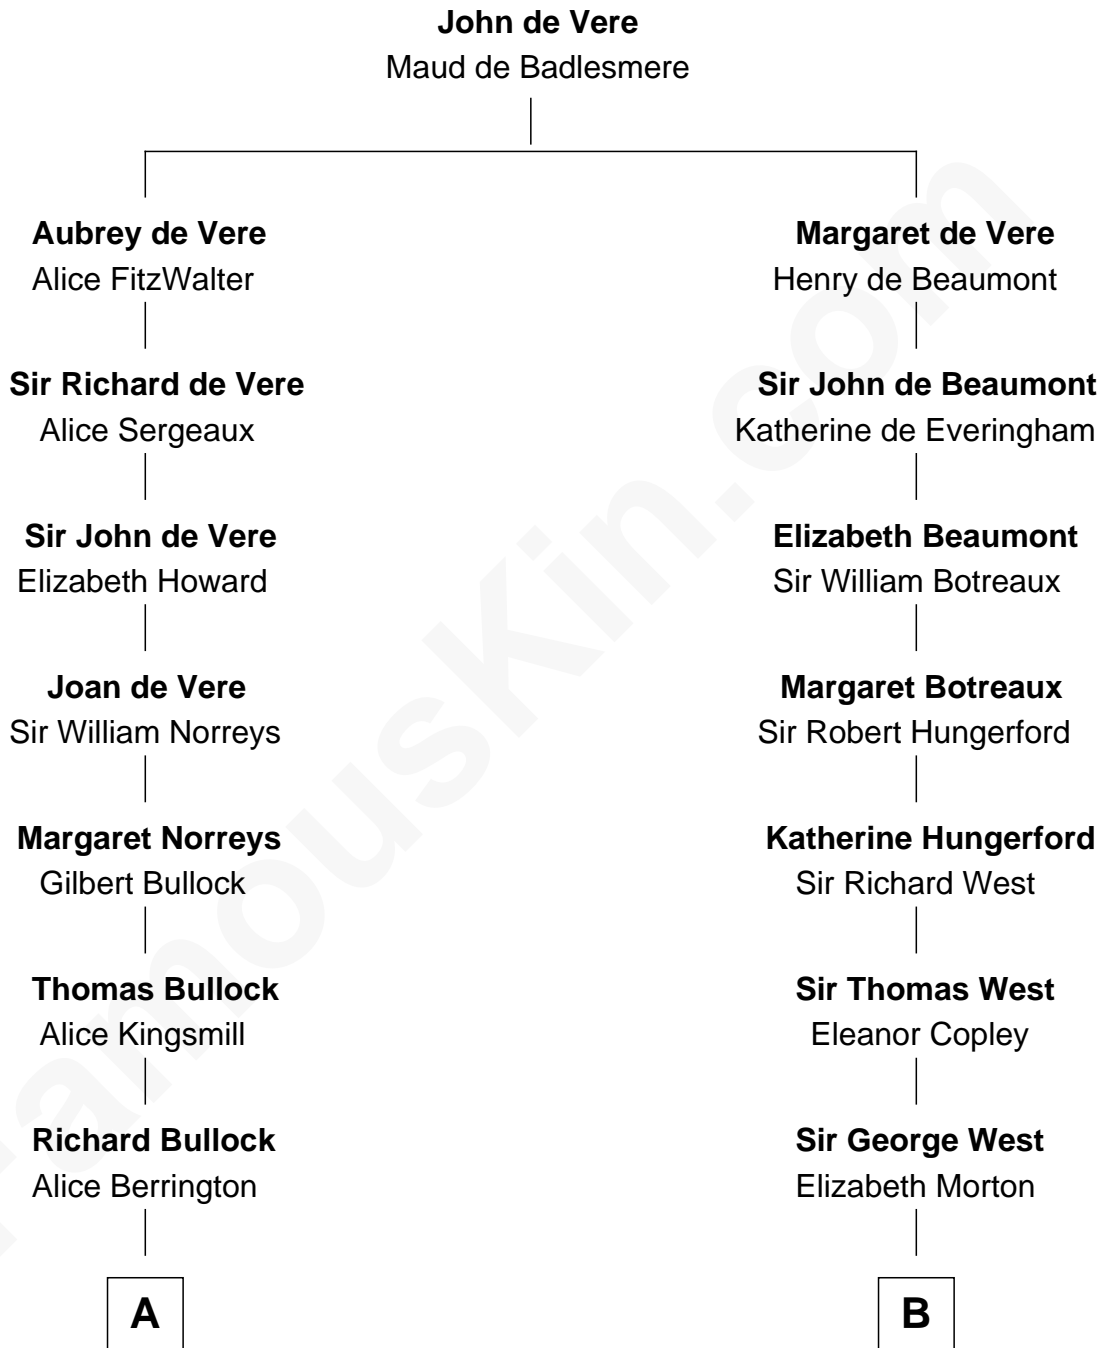 John de Vere
Maud de Badlesmere
Aubrey de Vere
Alice FitzWalter
Margaret de Vere
Henry de Beaumont
Sir Richard de Vere
Alice Sergeaux
Sir John de Beaumont
Katherine de Everingham
Sir John de Vere
Elizabeth Howard
Elizabeth Beaumont
Sir William Botreaux
Joan de Vere
Sir William Norreys
Margaret Botreaux
Sir Robert Hungerford
Margaret Norreys
Gilbert Bullock
Katherine Hungerford
Sir Richard West
Thomas Bullock
Alice Kingsmill
Sir Thomas West
Eleanor Copley
Richard Bullock
Alice Berrington
Sir George West
Elizabeth Morton
A
B
FamousKin.com